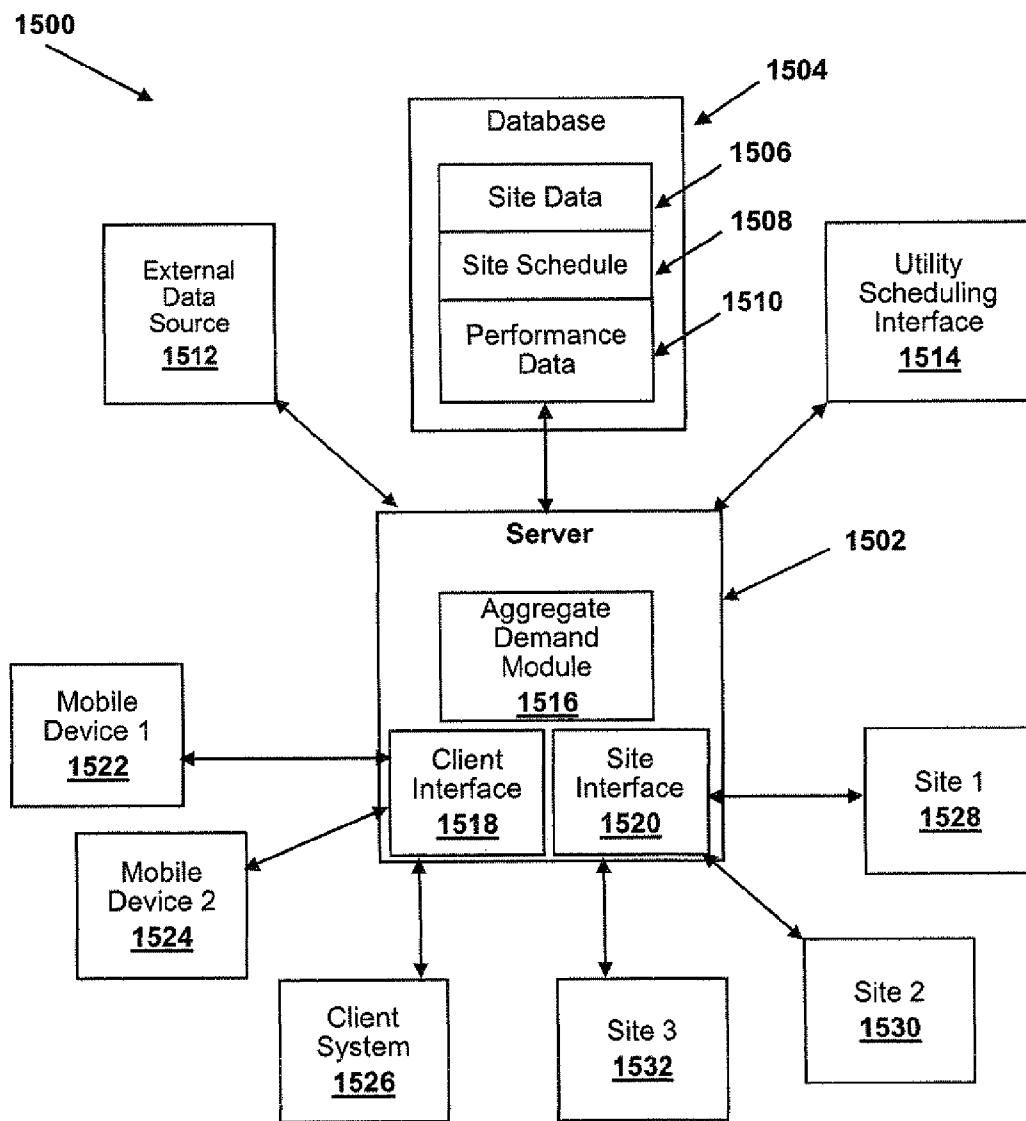 1500
1504
Database
1506
Site Data
1508
Site Schedule
1510
Performance
Data
External
Data
Source
1512
Utility
Scheduling
Interface
1514
Server
1502
Aggregate
Demand
Module
1516
Mobile
Device 1
1522
Client
Interface
1518
Site
Interface
1520
Site 1
1528
Mobile
Device 2
1524
Client
System
1526
Site 3
1532
Site 2
1530